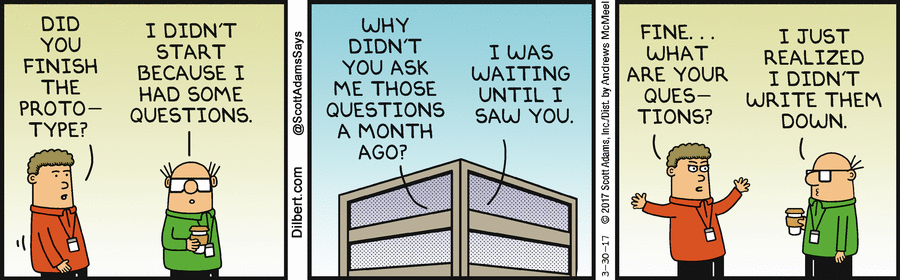 DID
YOU
FINISH
THE
PROTO-
TYPE?
I DIDN'T
START
BECAUSE I
HAD SOME
QUESTIONS.
Dilbert.com @ScottAdamsSays
WHY
DIDN'T
YOU ASK
ME THOSE
QUESTIONS
A MONTH
AGO?
I WAS
WAITING
UNTIL I
SAW YOU.
3-30-17 © 2017 Scott Adams, Inc./Dist. by Andrews McMeel
FINE...
WHAT
ARE YOUR
QUES-
TIONS?
I JUST
REALIZED
I DIDN'T
WRITE THEM
DOWN.